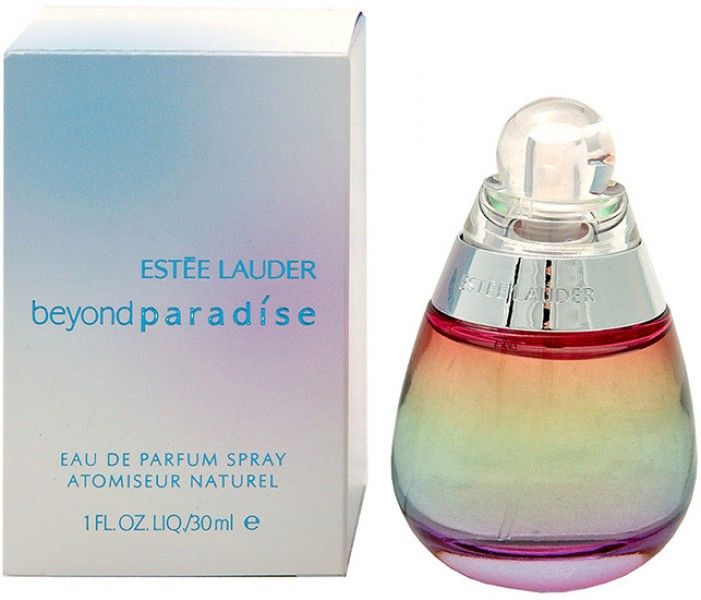 ESTĒE LAUDER
beyond paradíse
EAU DE PARFUM SPRAY
ATOMISEUR NATUREL
1 FL.OZ. LIQ./30ml ℮
ESTĒE LAUDER